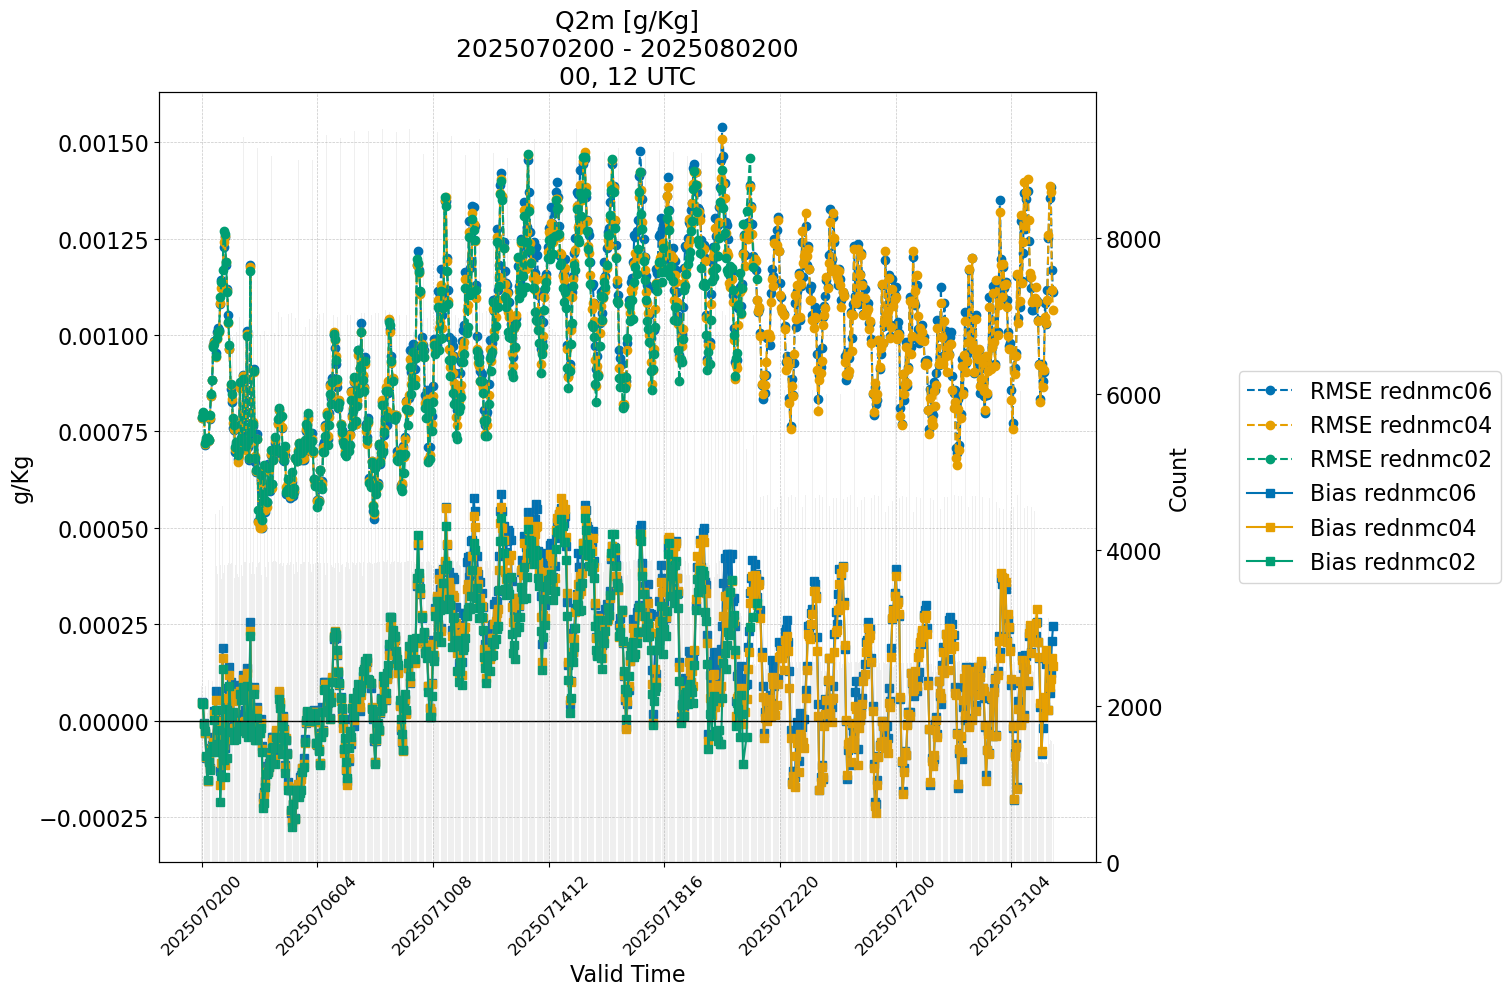 Q2m [g/Kg]
2025070200 - 2025080200
00, 12 UTC
0.00150
0.00125
0.00100
0.00075
0.00050
0.00025
0.00000
−0.00025
g/Kg
8000
6000
4000
2000
0
Count
2025070200
2025070604
2025071008
2025071412
2025071816
2025072220
2025072700
2025073104
Valid Time
RMSE rednmc06
RMSE rednmc04
RMSE rednmc02
Bias rednmc06
Bias rednmc04
Bias rednmc02